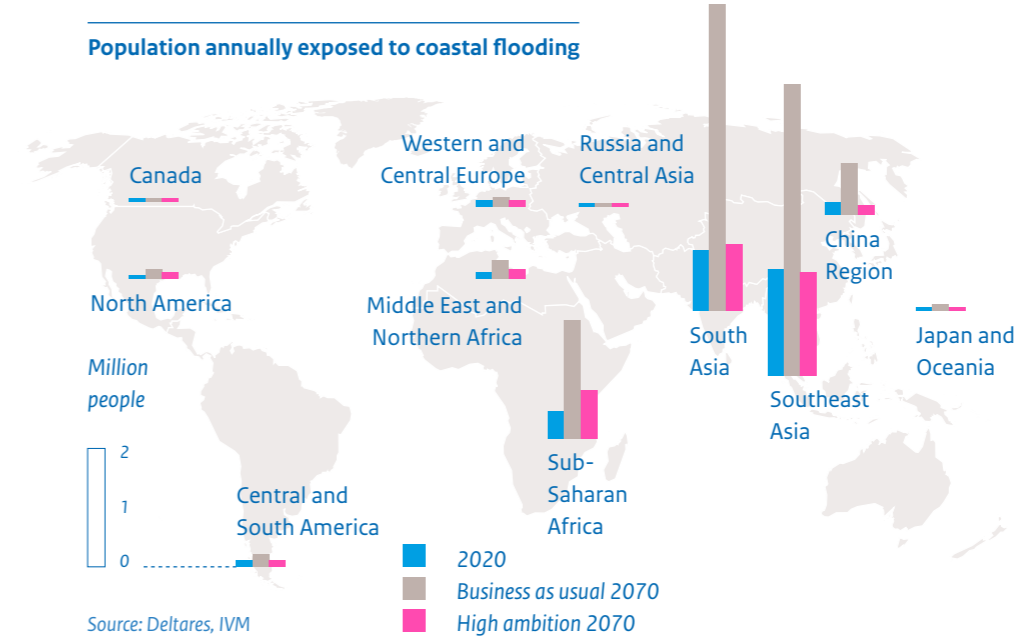 Population annually exposed to coastal flooding
Western and
Central Europe
Russia and
Central Asia
Canada
China
Region
North America
Middle East and
Northern Africa
South
Asia
Japan and
Oceania
Million
people
Southeast
Asia
2
1
0
Sub-
Saharan
Africa
Central and
South America
2020
Business as usual 2070
High ambition 2070
Source: Deltares, IVM